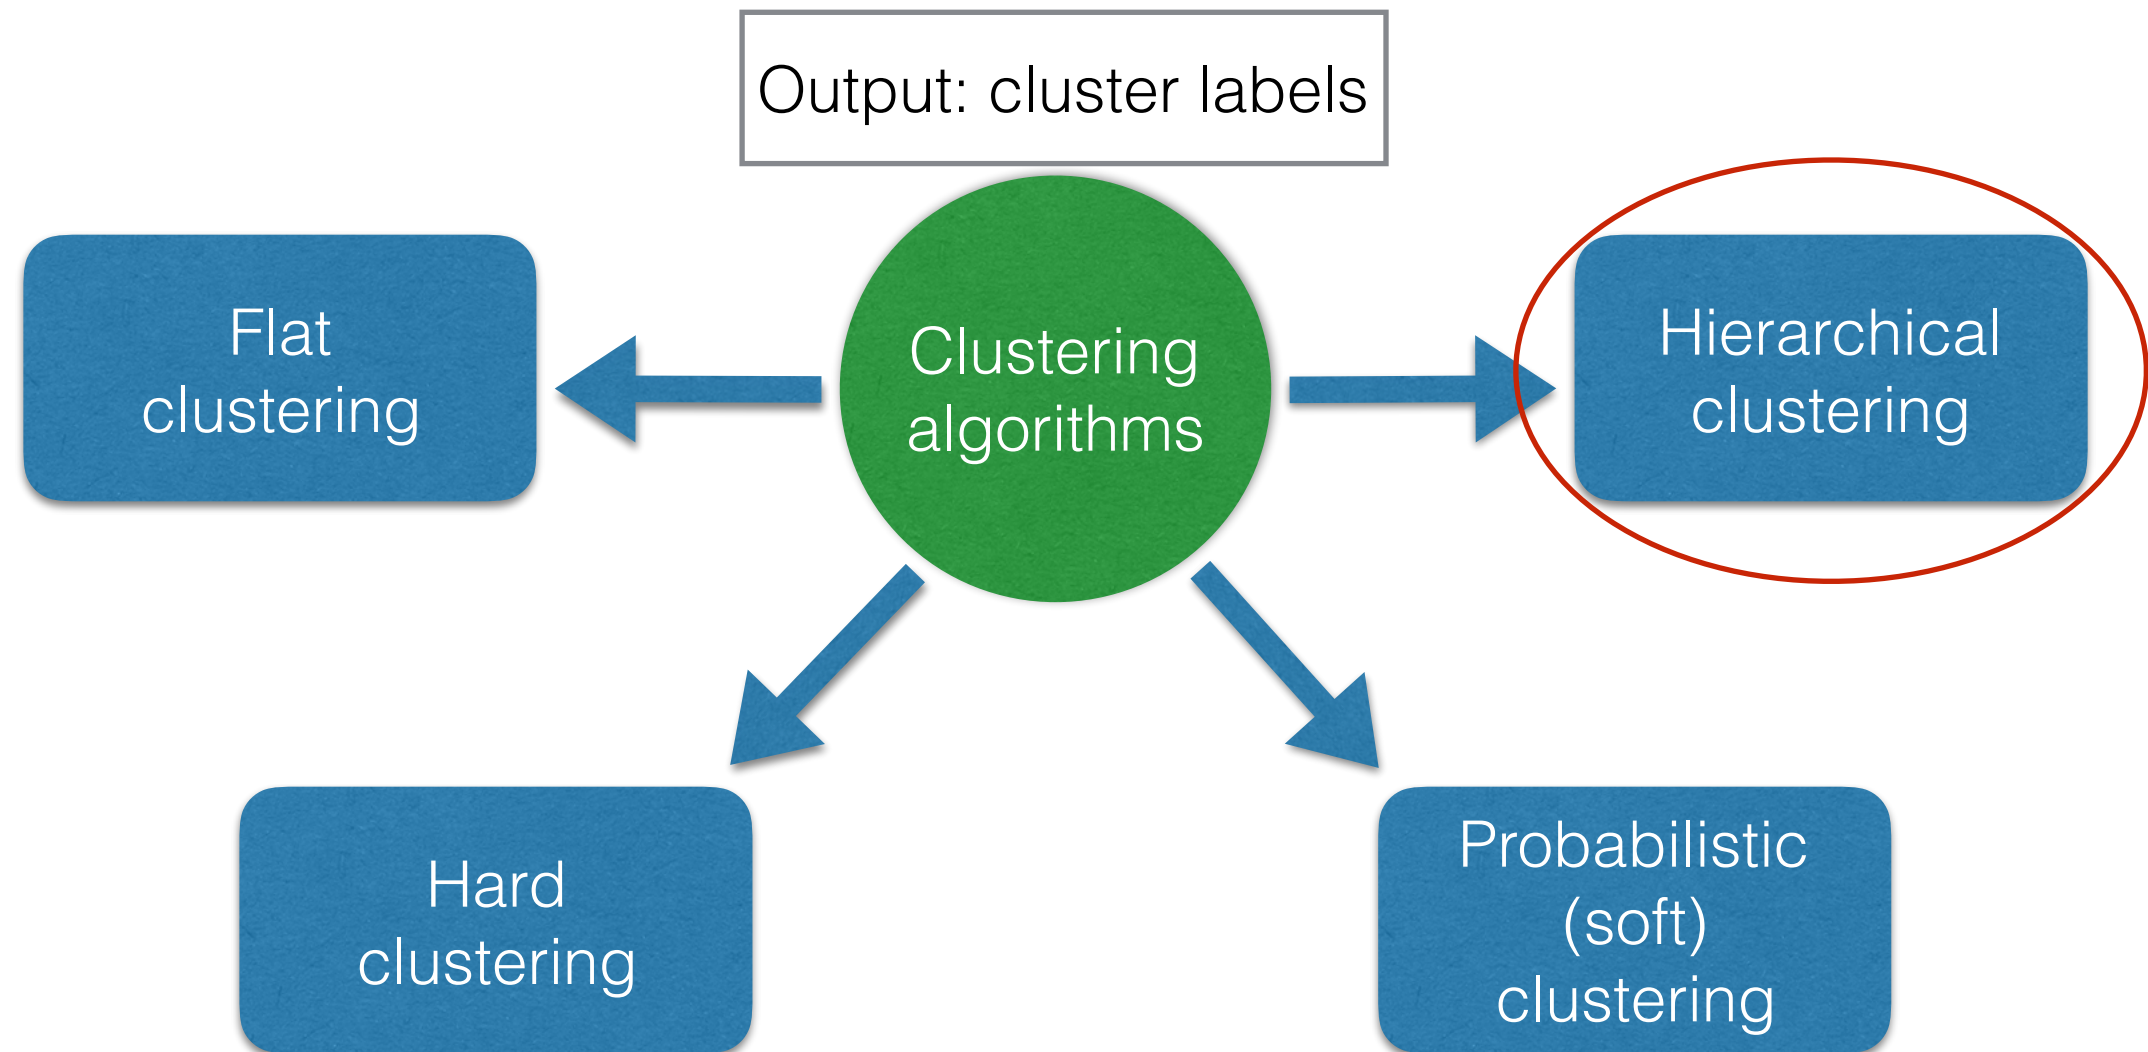 Output: cluster labels
Flat
clustering
Clustering
algorithms
Hierarchical
clustering
Hard
clustering
Probabilistic
(soft)
clustering